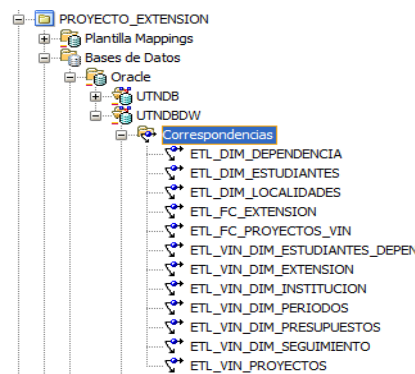 PROYECTO_EXTENSION
Plantilla Mappings
Bases de Datos
Oracle
UTNDB
UTNDBDW
Correspondencias
ETL_DIM_DEPENDENCIA
ETL_DIM_ESTUDIANTES
ETL_DIM_LOCALIDADES
ETL_FC_EXTENSION
ETL_FC_PROYECTOS_VIN
ETL_VIN_DIM_ESTUDIANTES_DEPEN
ETL_VIN_DIM_EXTENSION
ETL_VIN_DIM_INSTITUCION
ETL_VIN_DIM_PERIODOS
ETL_VIN_DIM_PRESUPUESTOS
ETL_VIN_DIM_SEGUIMIENTO
ETL_VIN_PROYECTOS